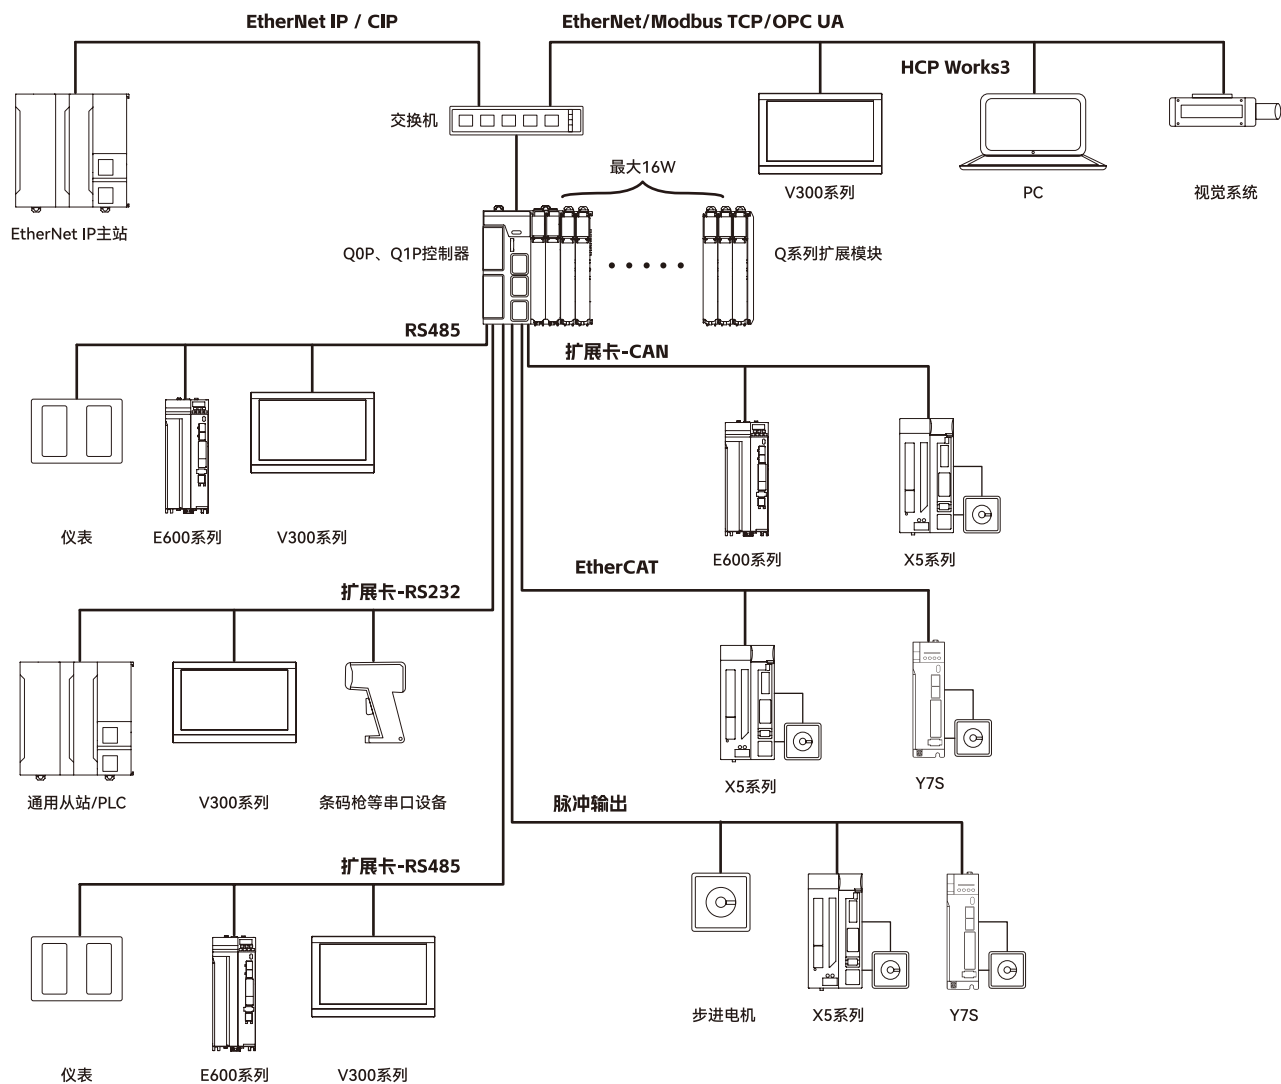 EtherNet IP / CIP
EtherNet/Modbus TCP/OPC UA
HCP Works3
交换机
最大16W
V300系列
PC
视觉系统
EtherNet IP主站
Q0P、Q1P控制器
Q系列扩展模块
RS485
扩展卡-CAN
仪表
E600系列
V300系列
E600系列
X5系列
EtherCAT
扩展卡-RS232
X5系列
Y7S
通用从站/PLC
V300系列
条码枪等串口设备
脉冲输出
扩展卡-RS485
步进电机
X5系列
Y7S
仪表
E600系列
V300系列